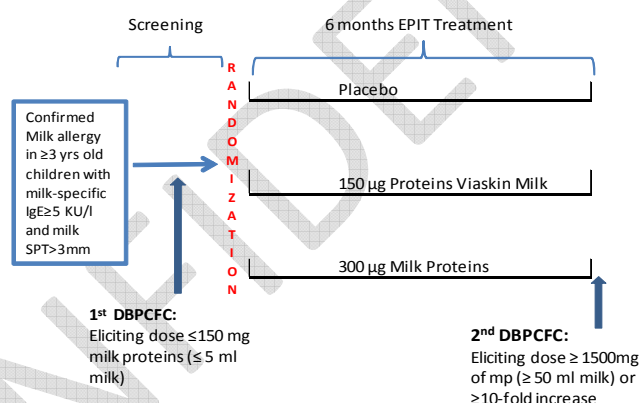 Screening
6 months EPIT Treatment
RANDOMIZATION
Placebo
Confirmed
Milk allergy
in ≥3 yrs old
children with
milk-specific
IgE≥5 KU/l
and milk
SPT>3mm
150 µg Proteins Viaskin Milk
300 µg Milk Proteins
1st DBPCFC:
Eliciting dose ≤150 mg
milk proteins (≤ 5 ml
milk)
2nd DBPCFC:
Eliciting dose ≥ 1500mg
of mp (≥ 50 ml milk) or
≥10-fold increase